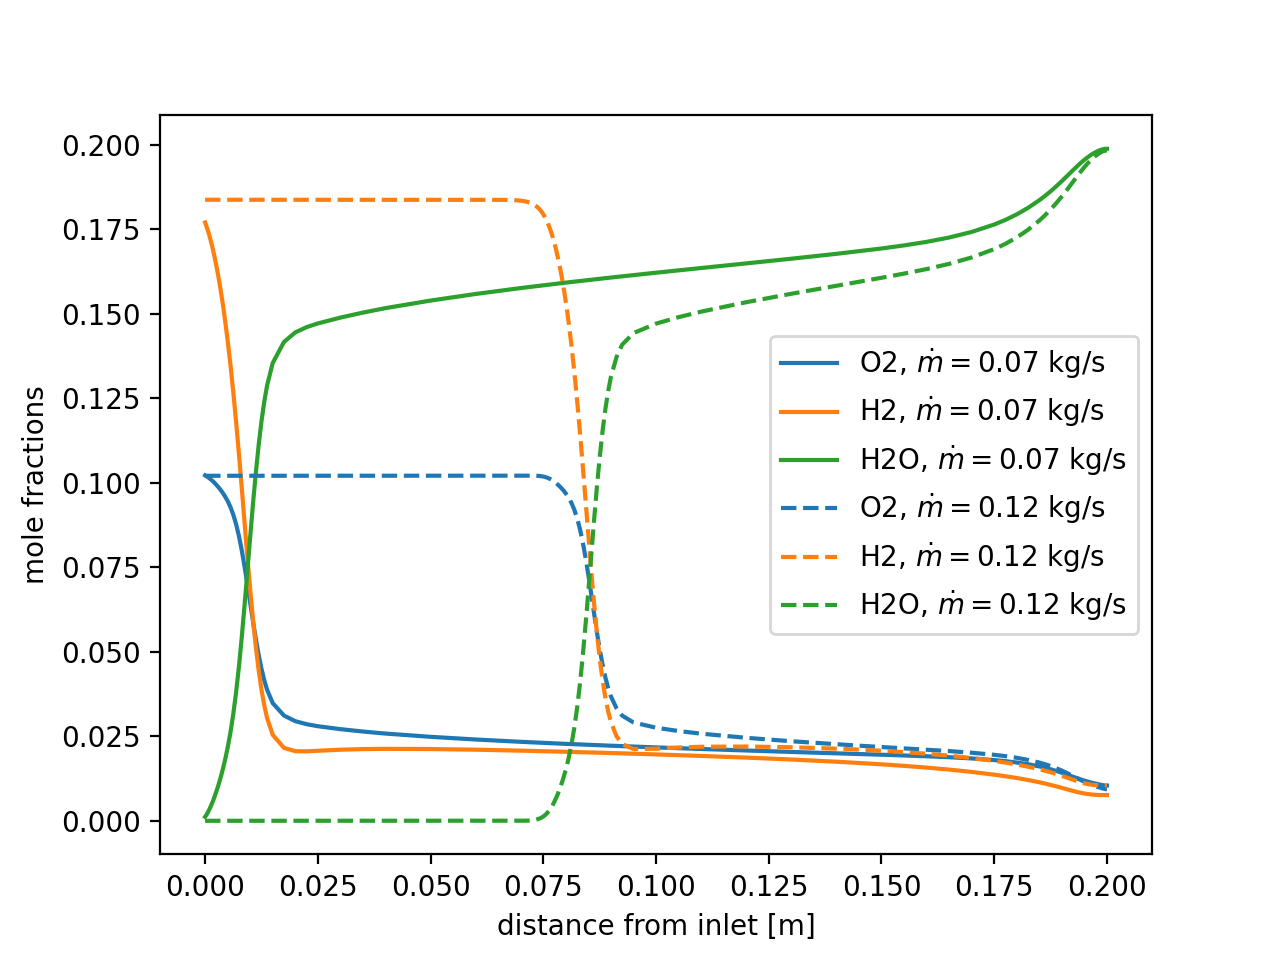 0.200
0.175
0.150
0.125
0.100
0.075
0.050
0.025
0.000
mole fractions
O2, ṁ = 0.07 kg/s
H2, ṁ = 0.07 kg/s
H2O, ṁ = 0.07 kg/s
O2, ṁ = 0.12 kg/s
H2, ṁ = 0.12 kg/s
H2O, ṁ = 0.12 kg/s
0.000 0.025 0.050 0.075 0.100 0.125 0.150 0.175 0.200
distance from inlet [m]